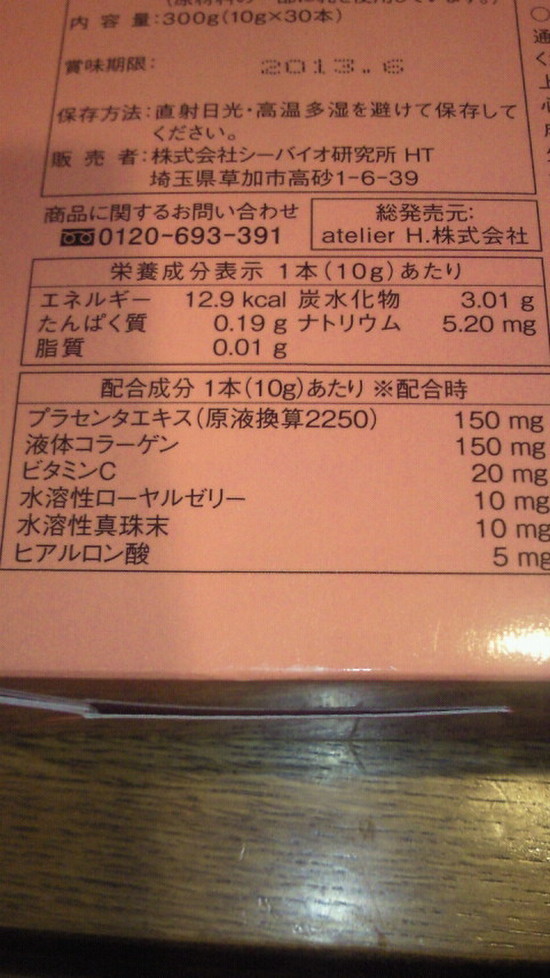 内 容 量:300g(10g×30本)
賞味期限: 2013.6
保存方法:直射日光・高温多湿を避けて保存して
ください。
販 売 者:株式会社シーバイオ研究所 HT
埼玉県草加市高砂1-6-39
商品に関するお問い合わせ
0120-693-391
総発売元:
atelier H.株式会社
栄養成分表示 1本(10g)あたり
エネルギー 12.9 kcal 炭水化物 3.01 g
たんぱく質 0.19 g ナトリウム 5.20 mg
脂質 0.01 g
配合成分 1本(10g)あたり ※配合時
プラセンタエキス(原液換算2250) 150 mg
液体コラーゲン 150 mg
ビタミンC 20 mg
水溶性ローヤルゼリー 10 mg
水溶性真珠末 10 mg
ヒアルロン酸 5 mg